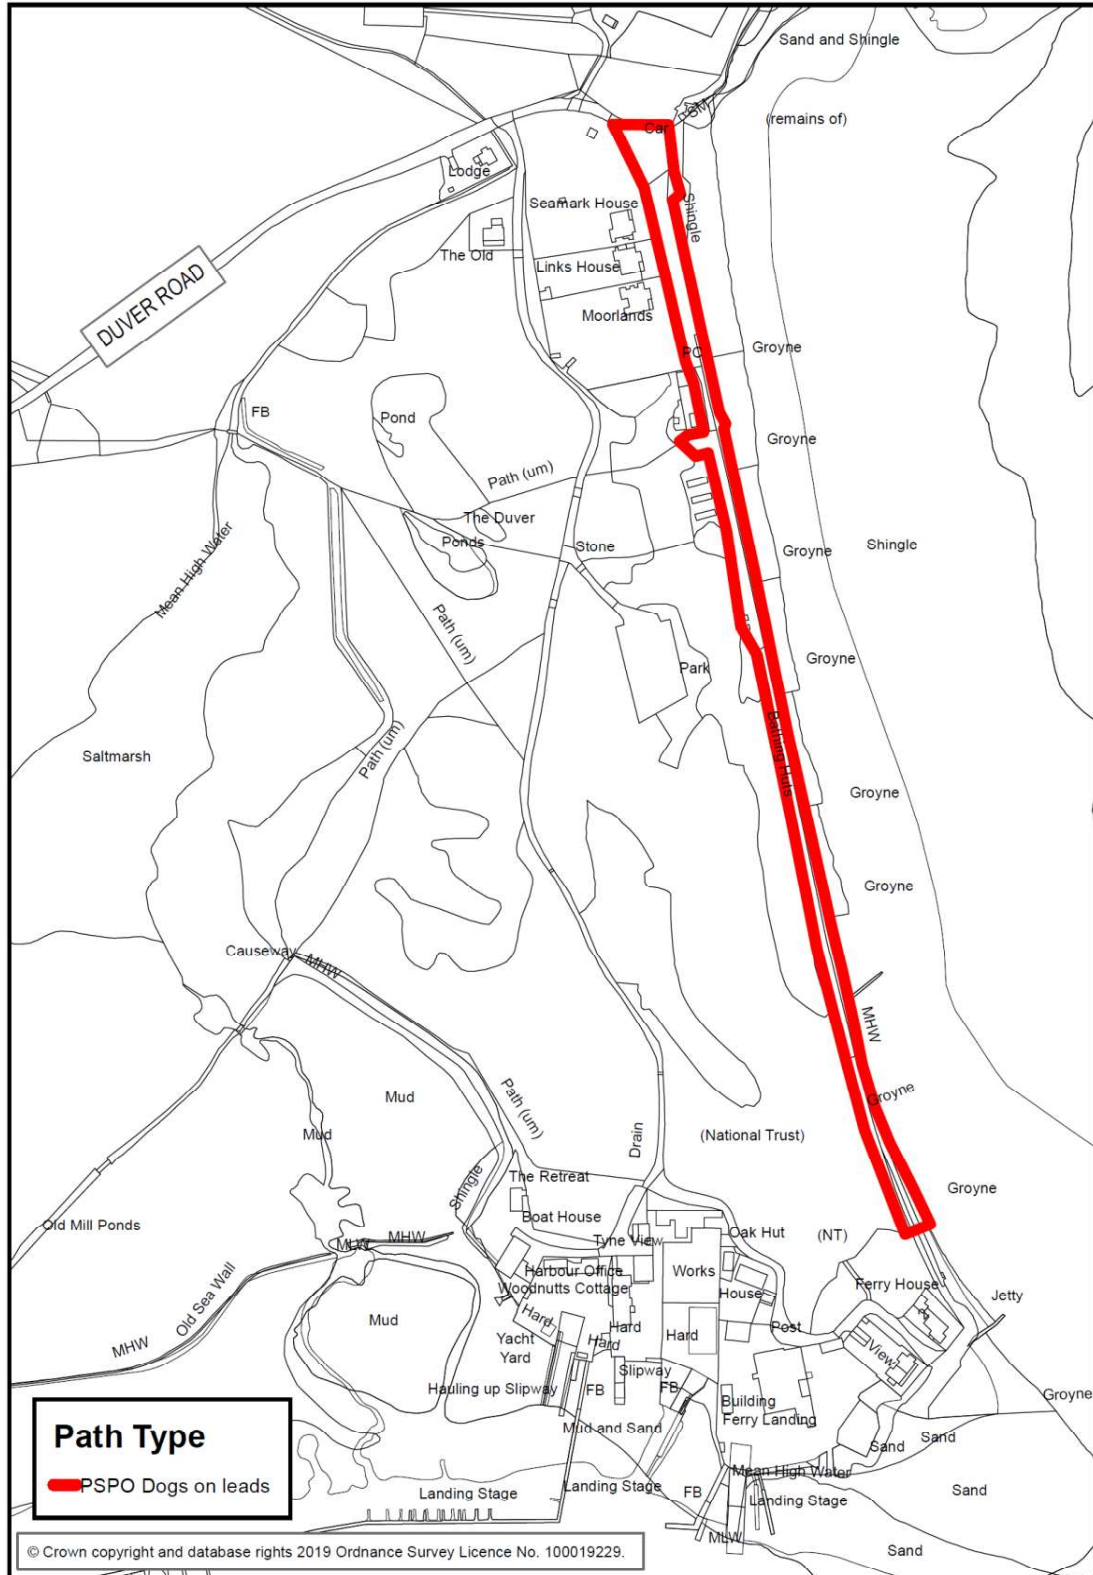 Sand and Shingle
SM
(remains of)
Car
Lodge
Shingle
Seamark House
The Old
Links House
DUVER ROAD
Moorlands
PC
Groyne
FB
Pond
Groyne
Path (um)
The Duver
Mean High Water
Ponds
Stone
Groyne
Shingle
Path (um)
Groyne
Park
Path (um)
Bathing Huts
Saltmarsh
Groyne
Groyne
Causeway
MHW
MHW
Mud
Path (um)
Groyne
Mud
Drain
(National Trust)
Shingle
The Retreat
Groyne
Old Mill Ponds
Boat House
MHW
Tyne View
Oak Hut
(NT)
MLW
Harbour Office
Works
Old Sea Wall
Woodnutts Cottage
House
Ferry House
Jetty
Mud
Hard
Hard
Hard
Hard
Post
MHW
Yacht
Yard
View
Slipway
Hauling up Slipway
FB
FB
Building
Ferry Landing
Groyne
Mud and Sand
Sand
Sand
Path Type
PSPO Dogs on leads
Mean High Water
Landing Stage
Landing Stage
FB
Landing Stage
Sand
MLW
Sand
© Crown copyright and database rights 2019 Ordnance Survey Licence No. 100019229.